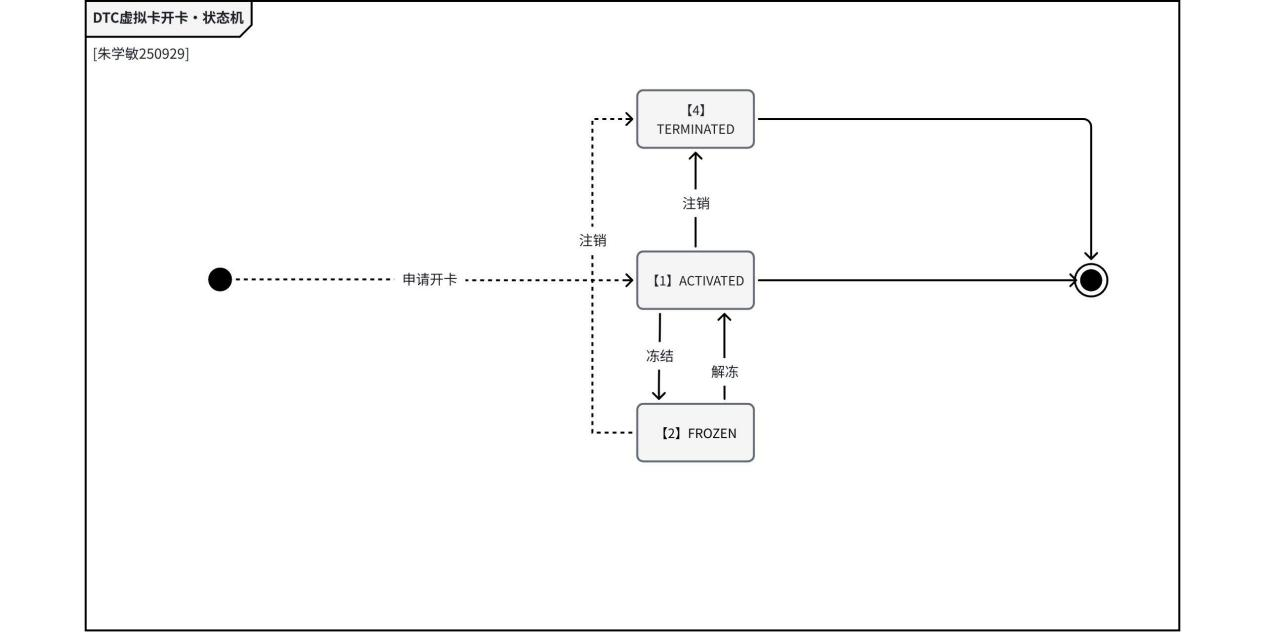 DTC虚拟卡开卡・状态机
[朱学敏250929]
【4】
TERMINATED
注销
注销
申请开卡
【1】ACTIVATED
冻结
解冻
【2】FROZEN